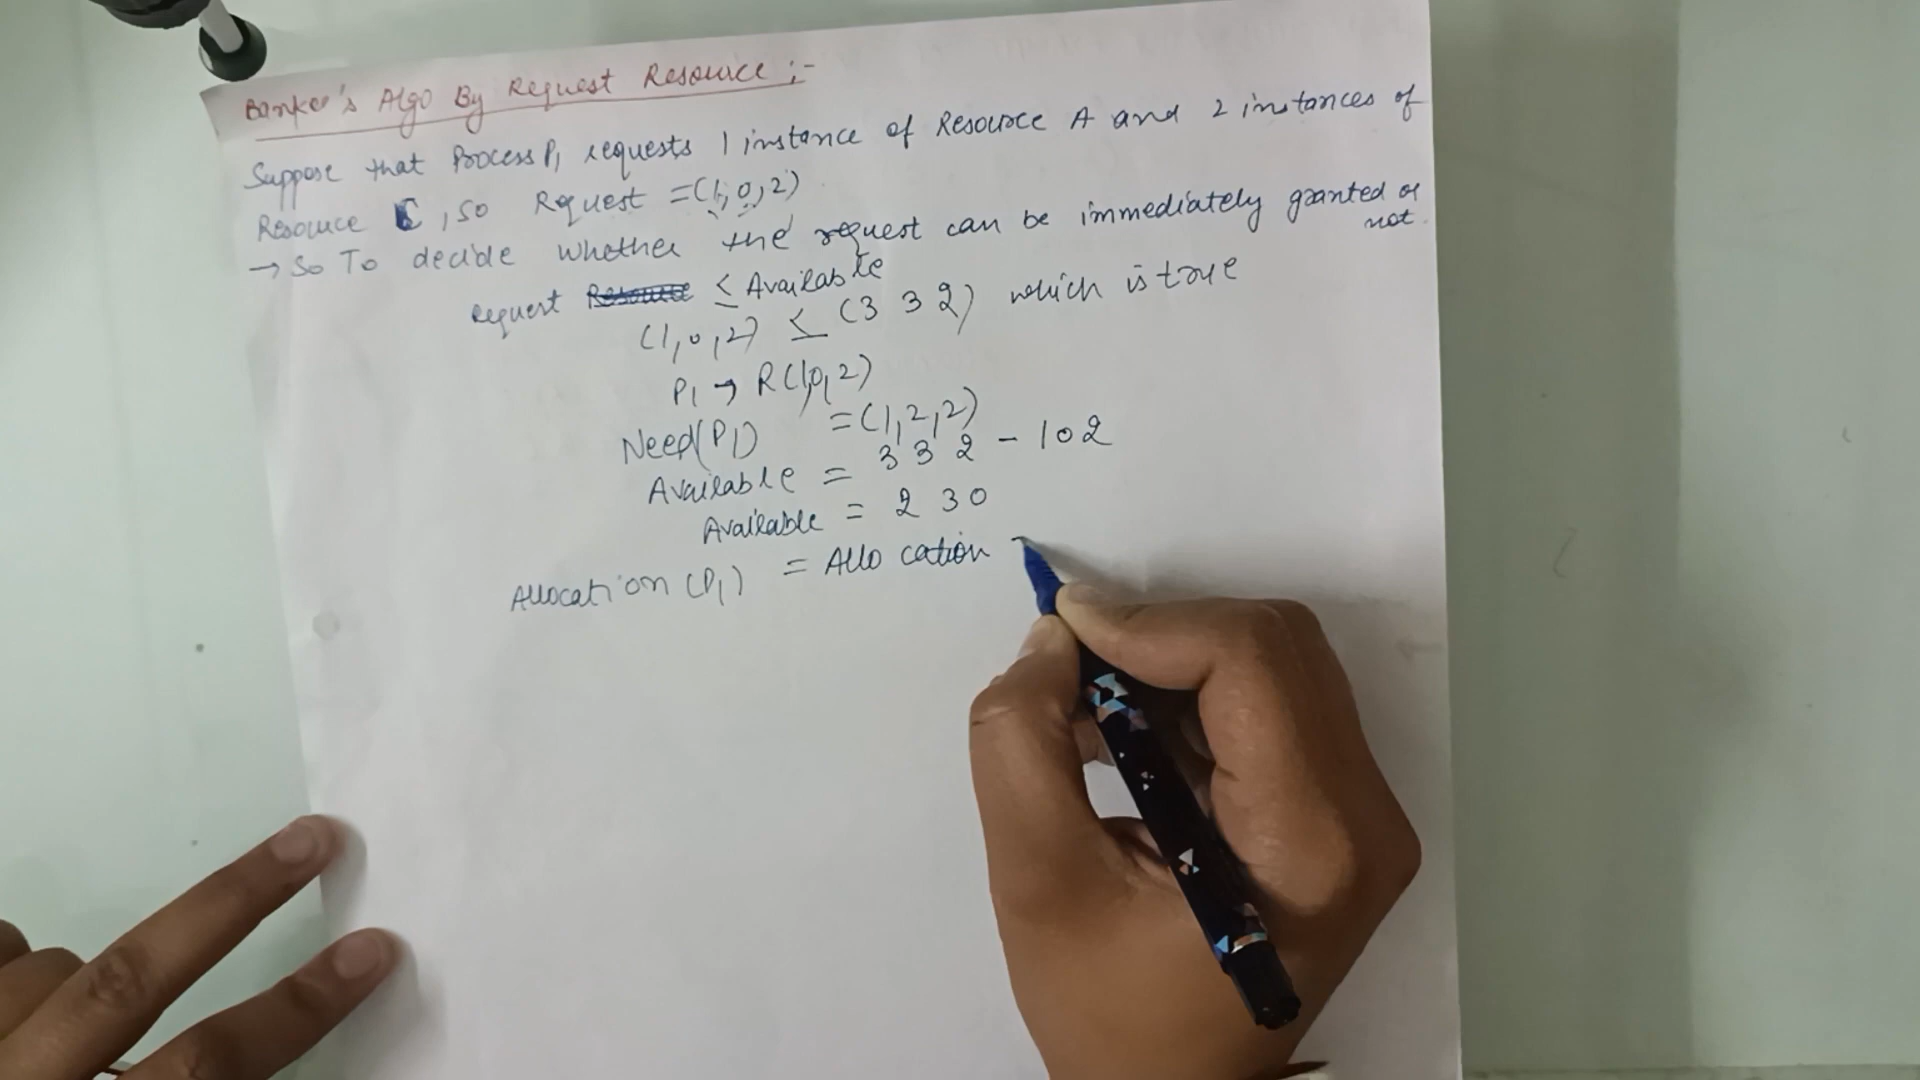 Banker's Algo By Request Resource :-
Suppose that Process P1 requests 1 instance of Resource A and 2 instances of
Resouce C, so Request = (1,0,2)
→ So To decide whether the request can be immediately granted or
not.
request ≤ Available
(1,0,2) ≤ (3 3 2) which is true
P1 → R(1,0,2)
Need(P1) = (1,2,2)
Available = 3 3 2 - 1 0 2
Available = 2 3 0
Allocation (P1) = Allocation